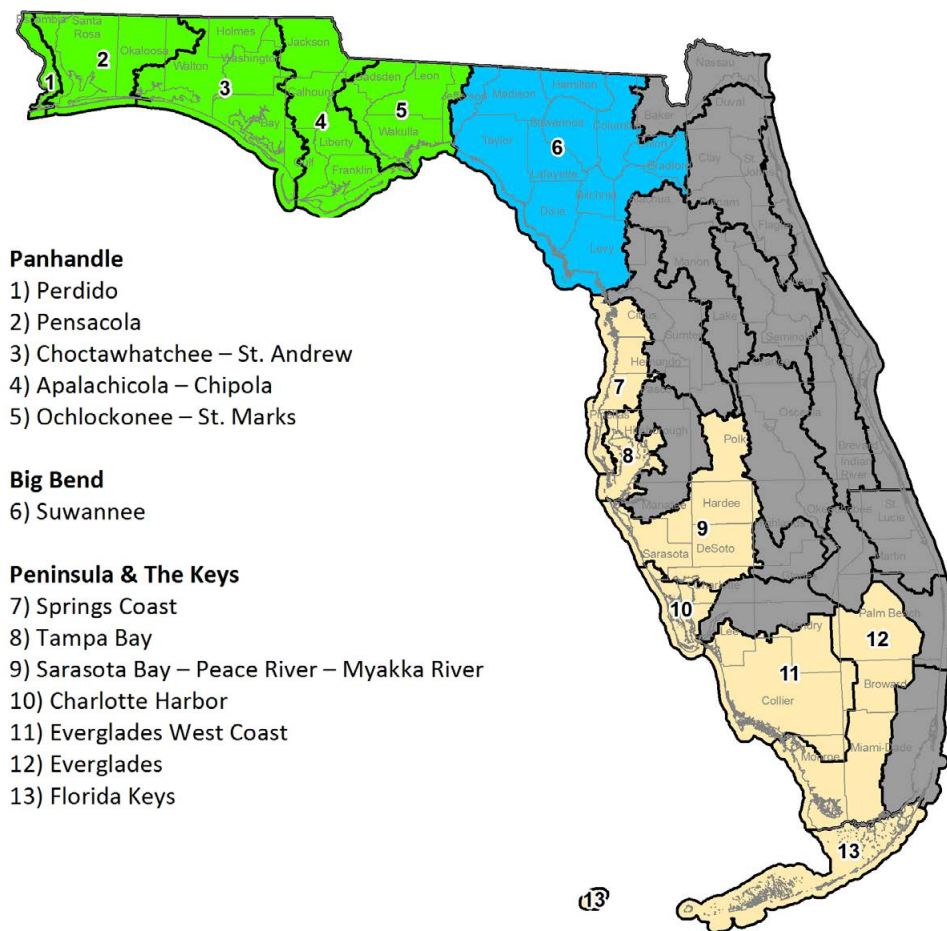 Santa
Rosa
Okaloosa
Holmes
Jackson
Walton
Washington
Bay
Calhoun
Gulf
Liberty
Franklin
Gadsden
Leon
Wakulla
Jefferson
Madison
Hamilton
Taylor
Suwannee
Columbia
Lafayette
Dixie
Gilchrist
Levy
Union
Bradford
Baker
Nassau
Duval
Clay
Marion
1
2
3
4
5
6
Panhandle
1) Perdido
2) Pensacola
3) Choctawhatchee – St. Andrew
4) Apalachicola – Chipola
5) Ochlockonee – St. Marks
Big Bend
6) Suwannee
Peninsula & The Keys
7) Springs Coast
8) Tampa Bay
9) Sarasota Bay – Peace River – Myakka River
10) Charlotte Harbor
11) Everglades West Coast
12) Everglades
13) Florida Keys
Citrus
Sumter
Lake
Seminole
Hernando
7
8
Polk
Osceola
Brevard
Indian
River
Manatee
Hardee
9
Sarasota
DeSoto
St.
Lucie
Martin
10
Lee
Hendry
Palm Beach
12
11
Collier
Broward
Monroe
Miami-Dade
13
13